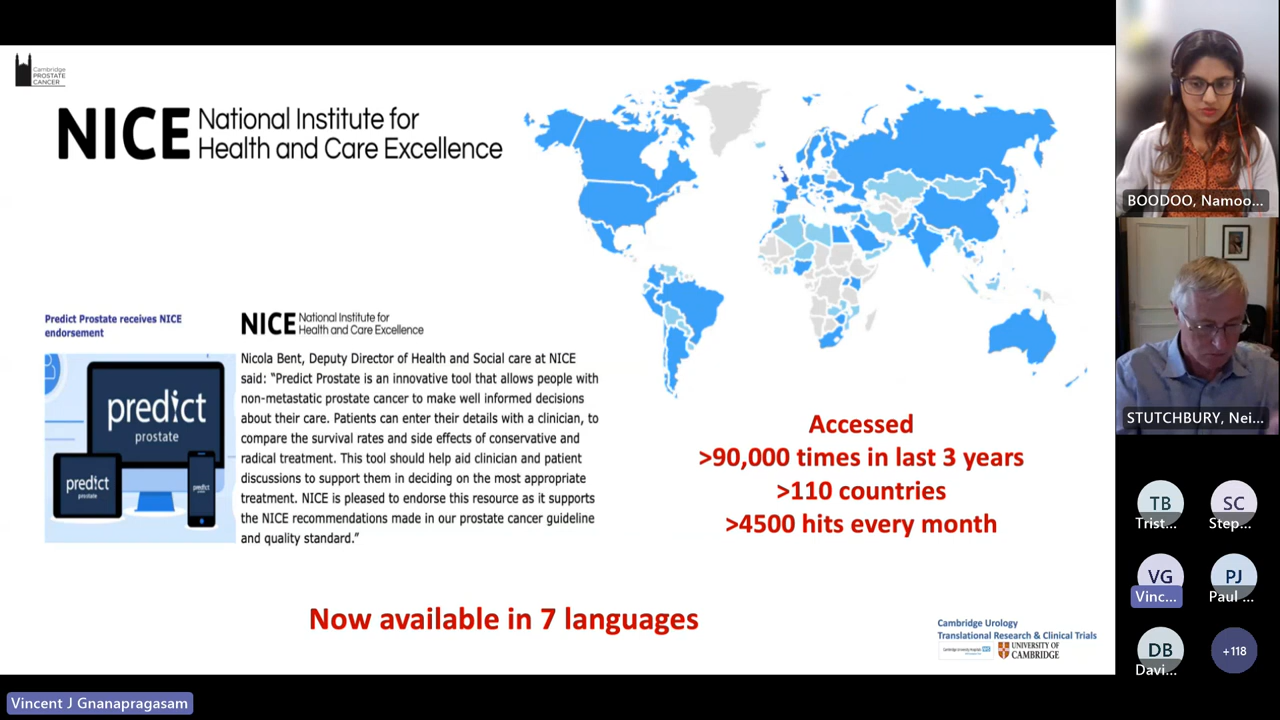 Cambridge
PROSTATE
CANCER
NICE National Institute for
Health and Care Excellence
Predict Prostate receives NICE
endorsement
predict
prostate
predict
prostate
predict
prostate
NICE National Institute for
Health and Care Excellence
Nicola Bent, Deputy Director of Health and Social care at NICE
said: “Predict Prostate is an innovative tool that allows people with
non-metastatic prostate cancer to make well informed decisions
about their care. Patients can enter their details with a clinician, to
compare the survival rates and side effects of conservative and
radical treatment. This tool should help aid clinician and patient
discussions to support them in deciding on the most appropriate
treatment. NICE is pleased to endorse this resource as it supports
the NICE recommendations made in our prostate cancer guideline
and quality standard.”
Accessed
>90,000 times in last 3 years
>110 countries
>4500 hits every month
Now available in 7 languages
Cambridge Urology
Translational Research & Clinical Trials
Cambridge University Hospitals NHS
UNIVERSITY OF
CAMBRIDGE
BOODOO, Namoo...
STUTCHBURY, Nei...
TB
Trist...
SC
Step...
VG
Vinc...
PJ
Paul ...
DB
Davi...
+118
Vincent J Gnanapragasam